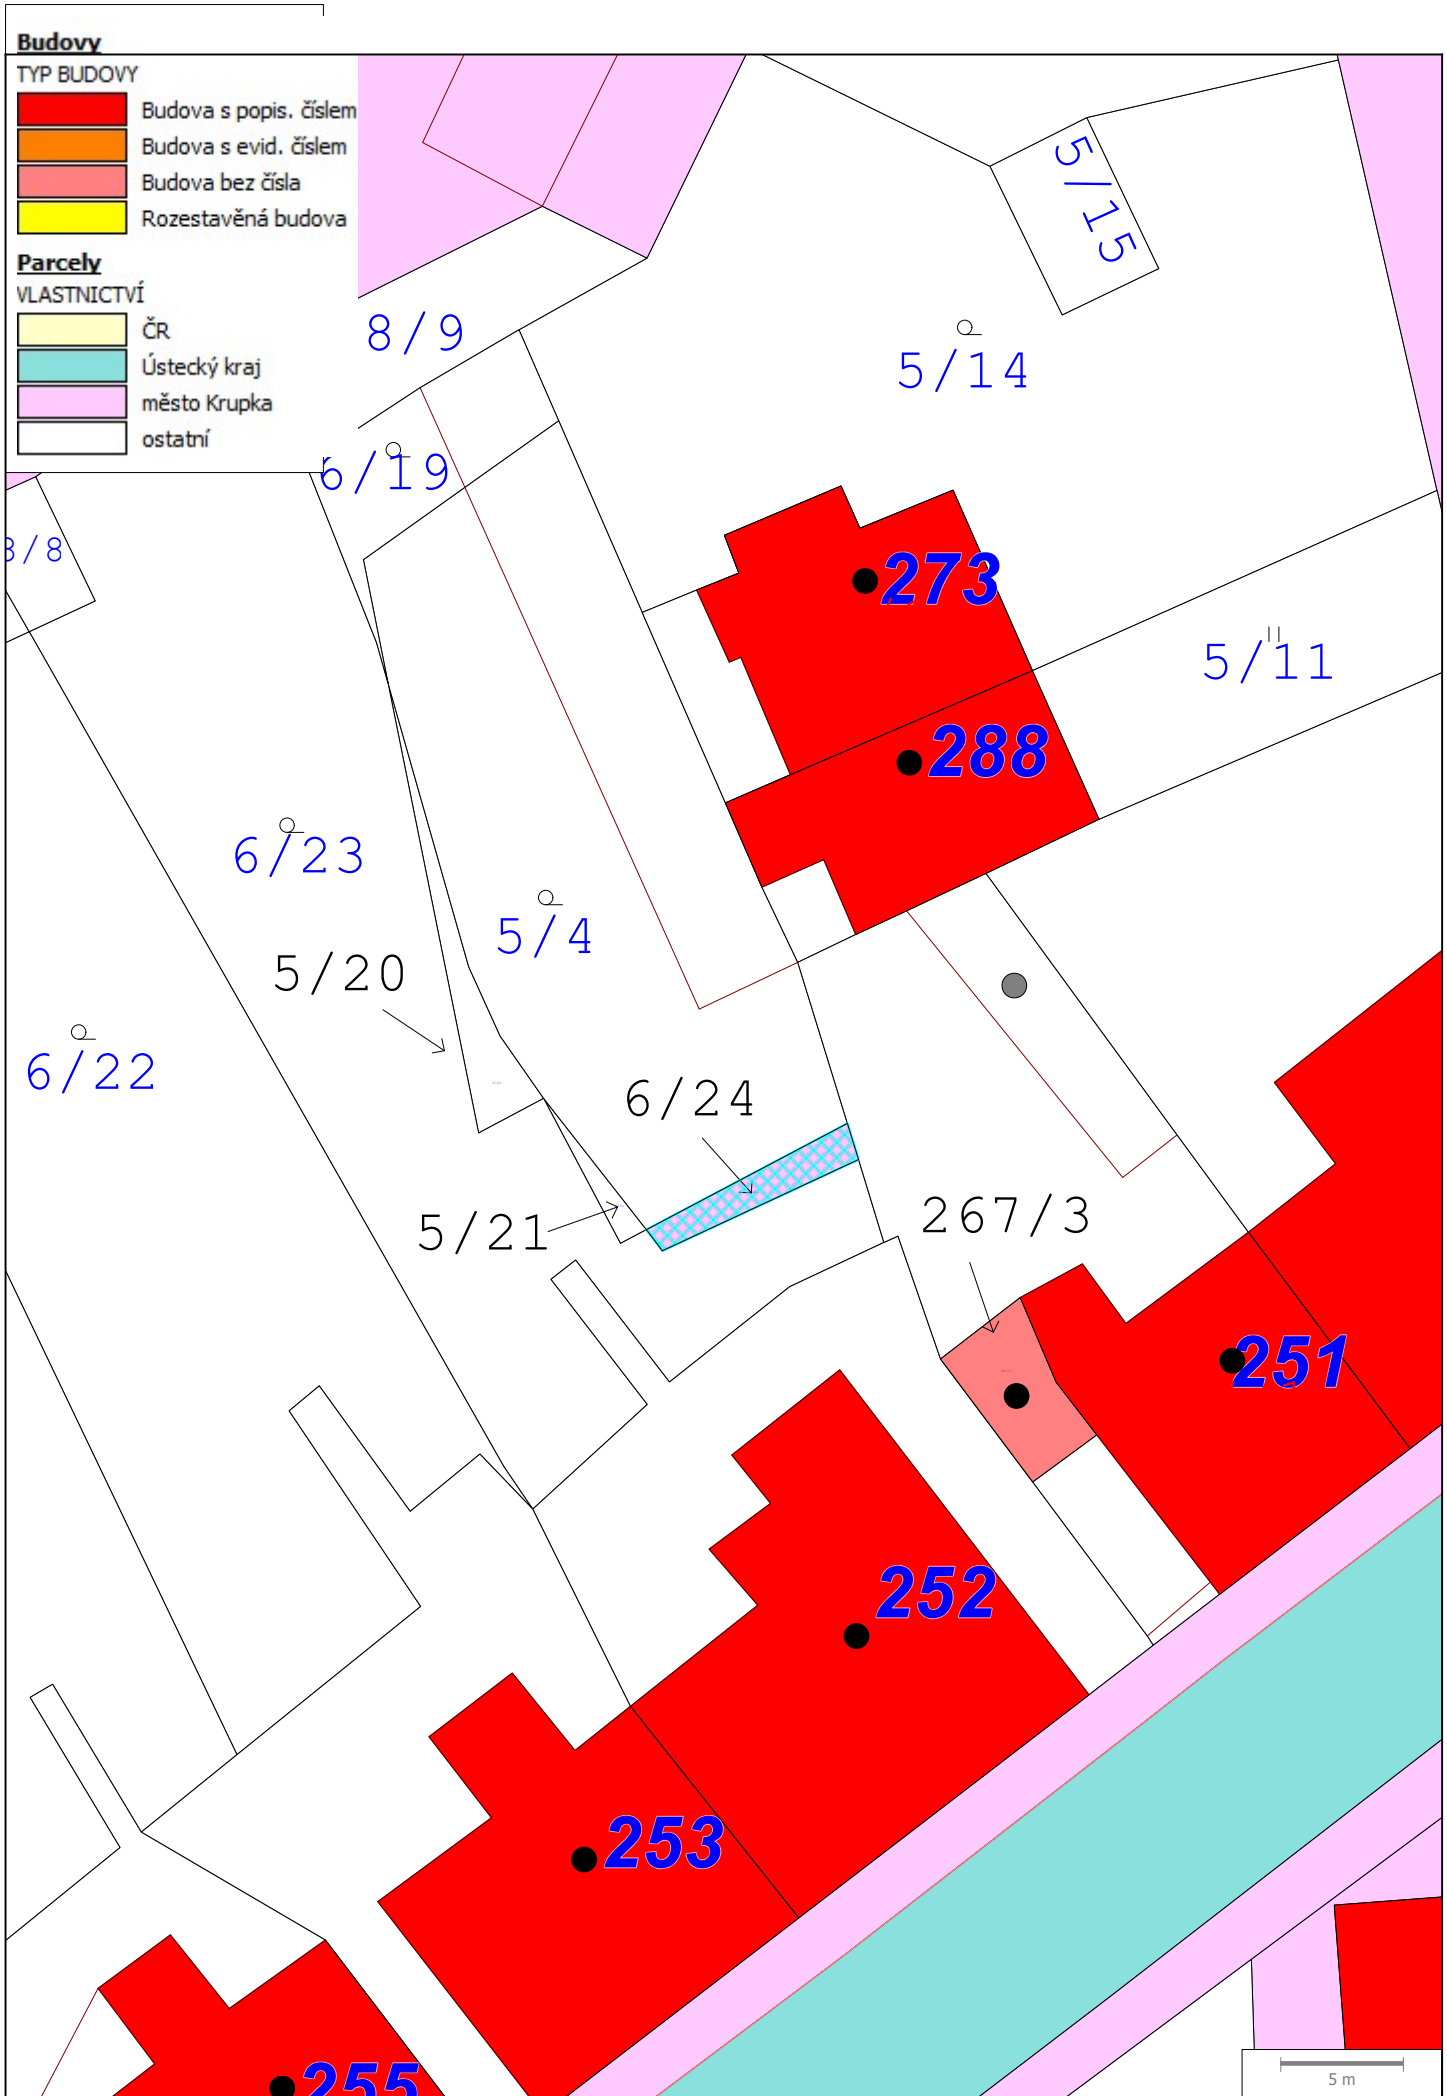 Budovy
TYP BUDOVY
Budova s popis. číslem
Budova s evid. číslem
Budova bez čísla
Rozestavěná budova
Parcely
VLASTNICTVÍ
ČR
Ústecký kraj
město Krupka
ostatní
5/15
8/9
5/14
6/19
3/8
273
5/11
288
6/23
5/4
5/20
6/22
6/24
5/21
267/3
251
252
253
255
5 m